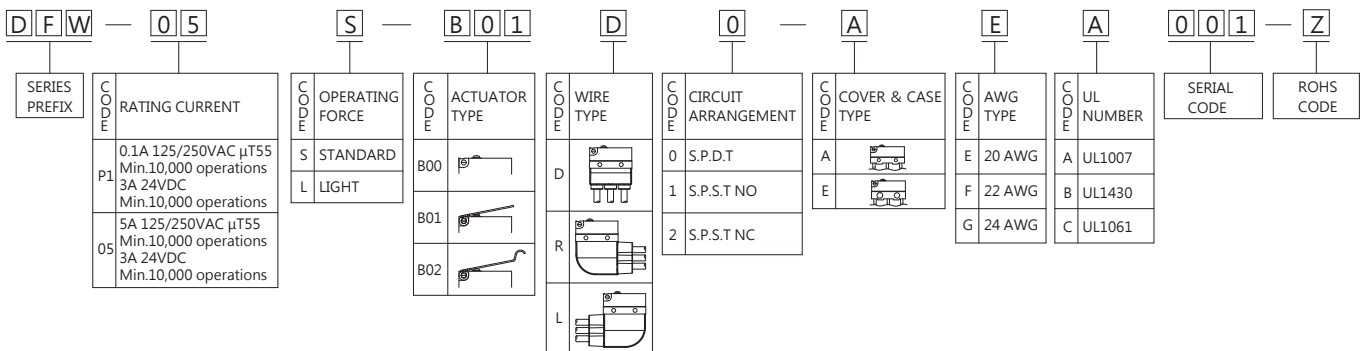 DFW — 05 S — B01 D 0 — A E A 001 — Z
SERIES
PREFIX
CODE
RATING CURRENT
P1
0.1A 125/250VAC µT55
Min.10,000 operations
3A 24VDC
Min.10,000 operations
05
5A 125/250VAC µT55
Min.10,000 operations
3A 24VDC
Min.10,000 operations
CODE
OPERATING
FORCE
S STANDARD
L LIGHT
CODE
ACTUATOR
TYPE
B00
B01
B02
CODE
WIRE
TYPE
D
R
L
CODE
CIRCUIT
ARRANGEMENT
0 S.P.D.T
1 S.P.S.T NO
2 S.P.S.T NC
CODE
COVER & CASE
TYPE
A
E
CODE
AWG
TYPE
E 20 AWG
F 22 AWG
G 24 AWG
CODE
UL
NUMBER
A UL1007
B UL1430
C UL1061
SERIAL
CODE
ROHS
CODE